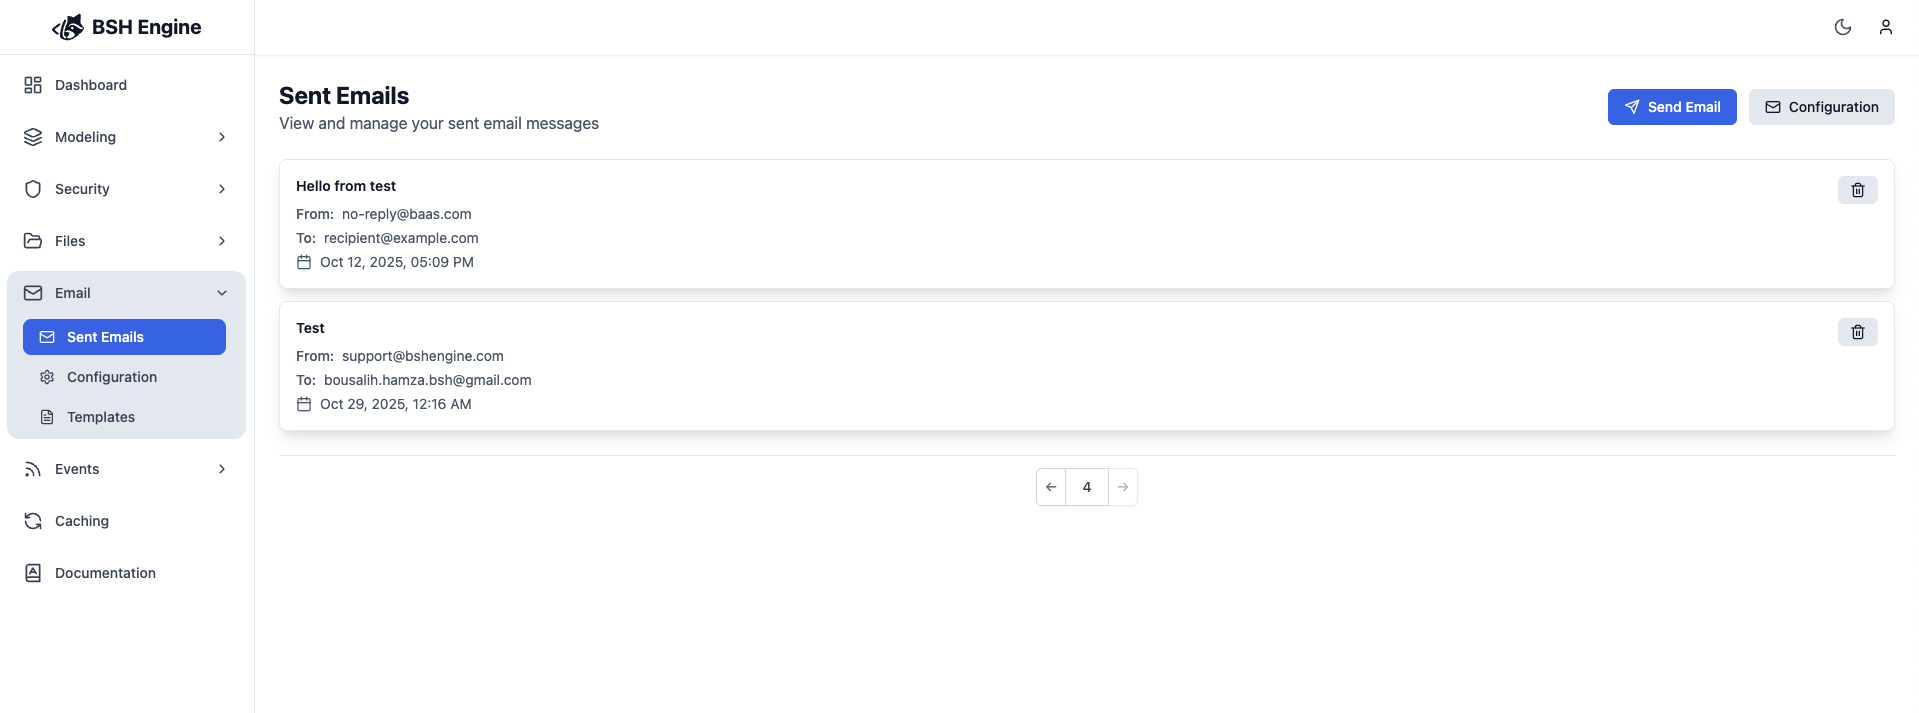 BSH Engine
Dashboard
Modeling
Security
Files
Email
Sent Emails
Configuration
Templates
Events
Caching
Documentation
Sent Emails
View and manage your sent email messages
Send Email
Configuration
Hello from test
From: no-reply@baas.com
To: recipient@example.com
Oct 12, 2025, 05:09 PM
Test
From: support@bshengine.com
To: bousalih.hamza.bsh@gmail.com
Oct 29, 2025, 12:16 AM
4